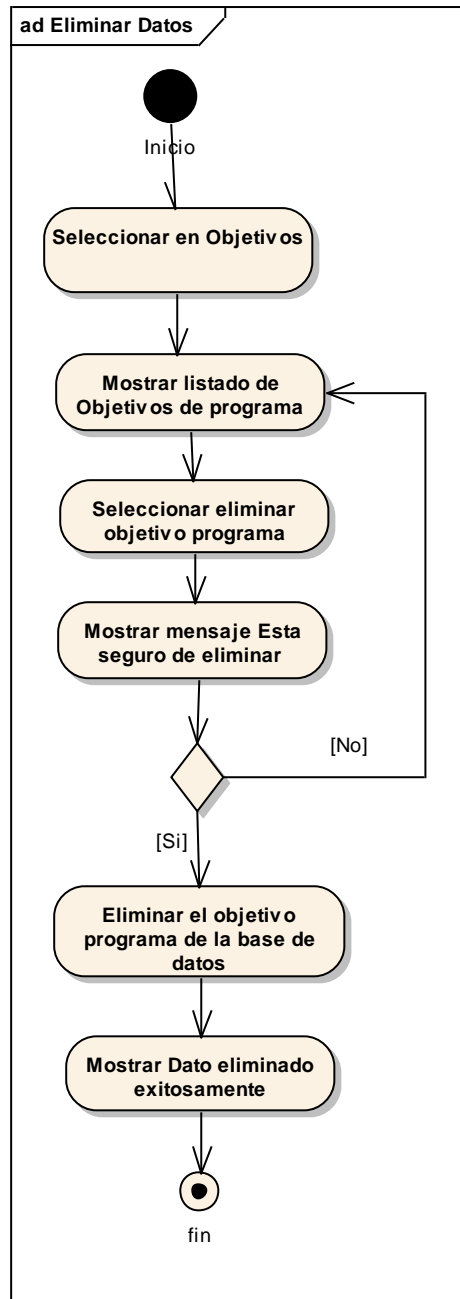 ad Eliminar Datos
Inicio
Seleccionar en Objetivos
Mostrar listado de
Objetivos de programa
Seleccionar eliminar
objetivo programa
Mostrar mensaje Esta
seguro de eliminar
[No]
[Si]
Eliminar el objetivo
programa de la base de
datos
Mostrar Dato eliminado
exitosamente
fin